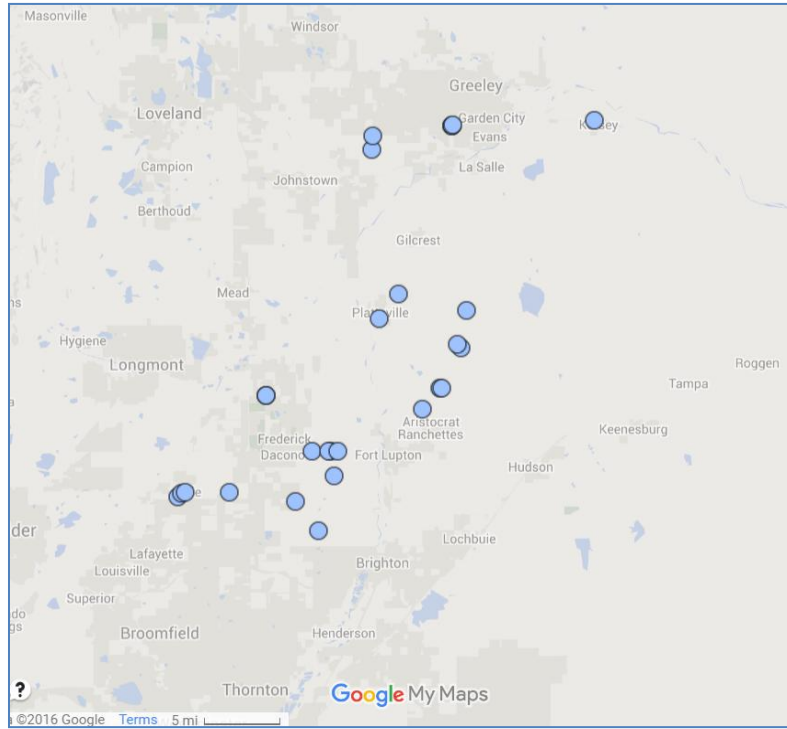 Masonville
Windsor
Greeley
Loveland
Garden City
Evans
Campion
La Salle
Johnstown
Berthoud
Gilcrest
Mead
Hygiene
Longmont
Roggen
Tampa
Aristocrat
Ranchettes
Keenesburg
Frederick
Fort Lupton
Hudson
Lochbuie
Lafayette
Louisville
Brighton
Superior
Broomfield
Henderson
Thornton
Google My Maps
?
©2016 Google Terms 5 mi